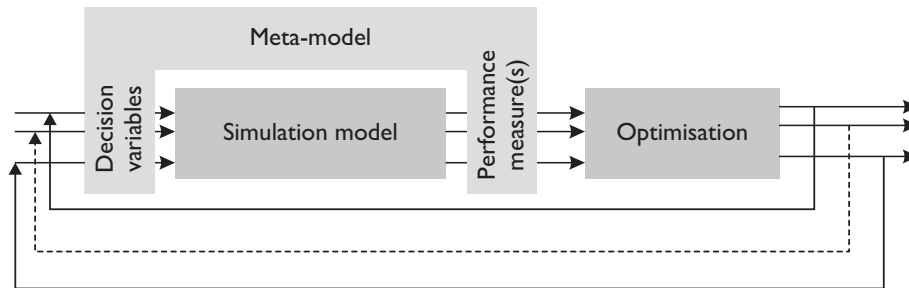 Meta-model
Decision
variables
Simulation model
Performance
measure(s)
Optimisation